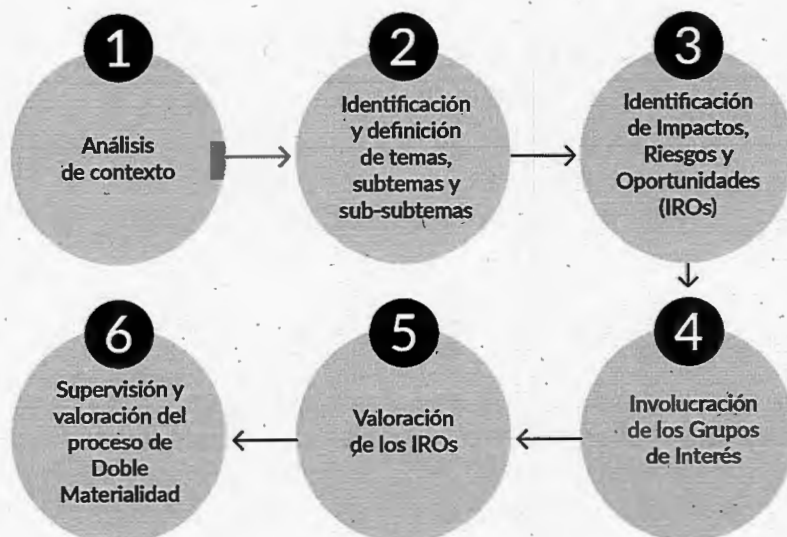 1
Análisis
de contexto
2
Identificación
y definición
de temas,
subtemas y
sub-subtemas
3
Identificación
de Impactos,
Riesgos y
Oportunidades
(IROs)
4
Involucración
de los Grupos
de Interés
5
Valoración
de los IROs
6
Supervisión y
valoración del
proceso de
Doble
Materialidad